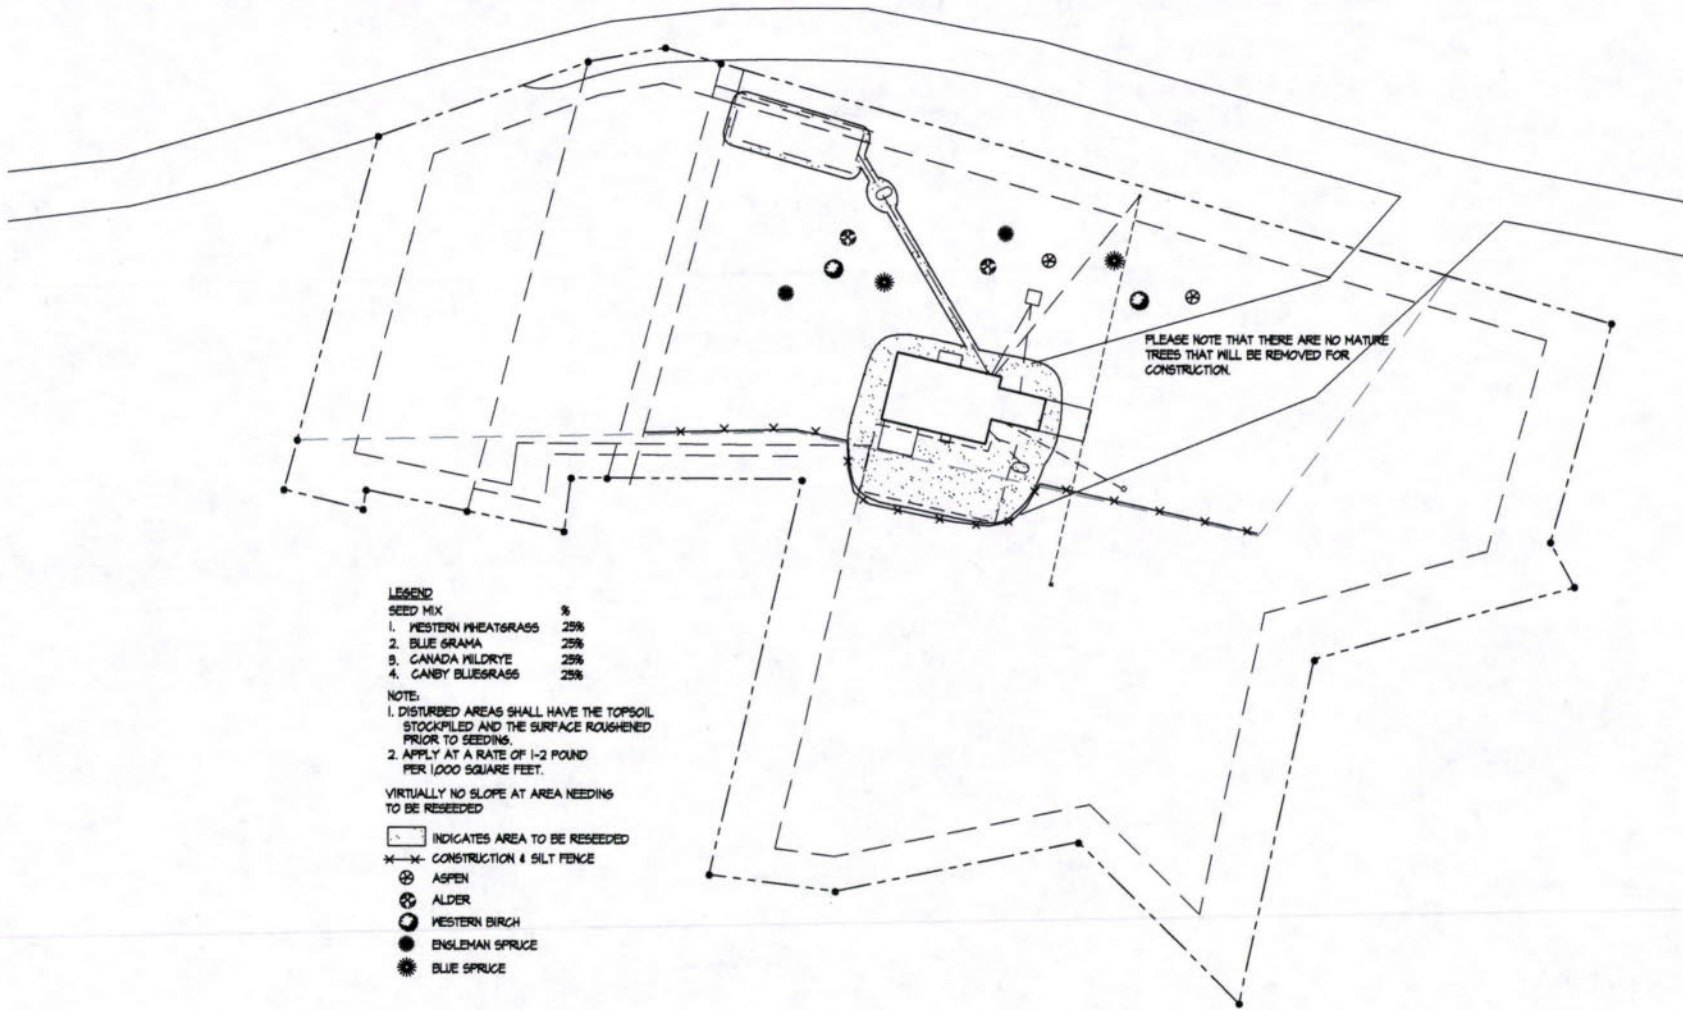 PLEASE NOTE THAT THERE ARE NO MATURE
TREES THAT WILL BE REMOVED FOR
CONSTRUCTION.
LEGEND
SEED MIX %
1. WESTERN WHEATGRASS 25%
2. BLUE GRAMA 25%
3. CANADA WILDRYE 25%
4. CANBY BLUEGRASS 25%
NOTE:
1. DISTURBED AREAS SHALL HAVE THE TOPSOIL
STOCKPILED AND THE SURFACE ROUGHENED
PRIOR TO SEEDING.
2. APPLY AT A RATE OF 1-2 POUND
PER 1,000 SQUARE FEET.
VIRTUALLY NO SLOPE AT AREA NEEDING
TO BE RESEEDED
INDICATES AREA TO BE RESEEDED
CONSTRUCTION & SILT FENCE
ASPEN
ALDER
WESTERN BIRCH
ENGLEMAN SPRUCE
BLUE SPRUCE